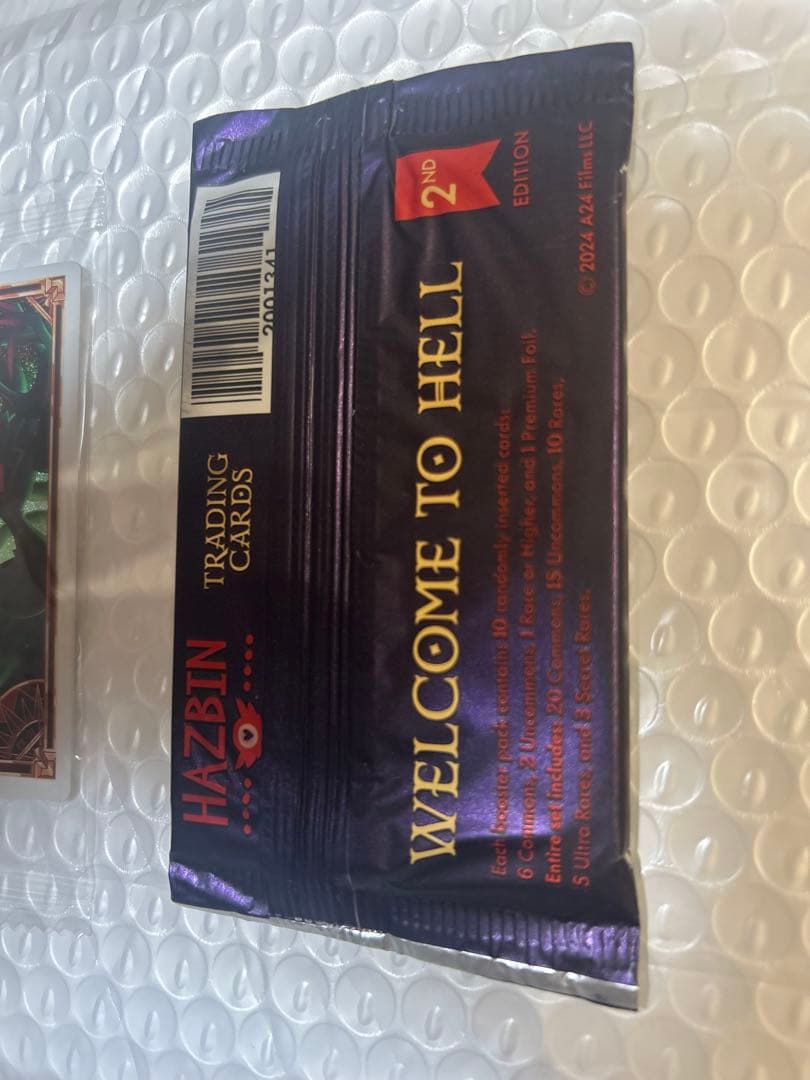 HAZBIN
TRADING
CARDS
2001341
WELCOME TO HELL
2ND
EDITION
Each booster pack contains 10 randomly inserted cards:
6 Commons, 2 Uncommons, 1 Rare or Higher, and 1 Premium Foil.
Entire set includes: 20 Commons, 15 Uncommons, 10 Rares,
5 Ultra Rares, and 3 Secret Rares.
© 2024 A24 Films LLC